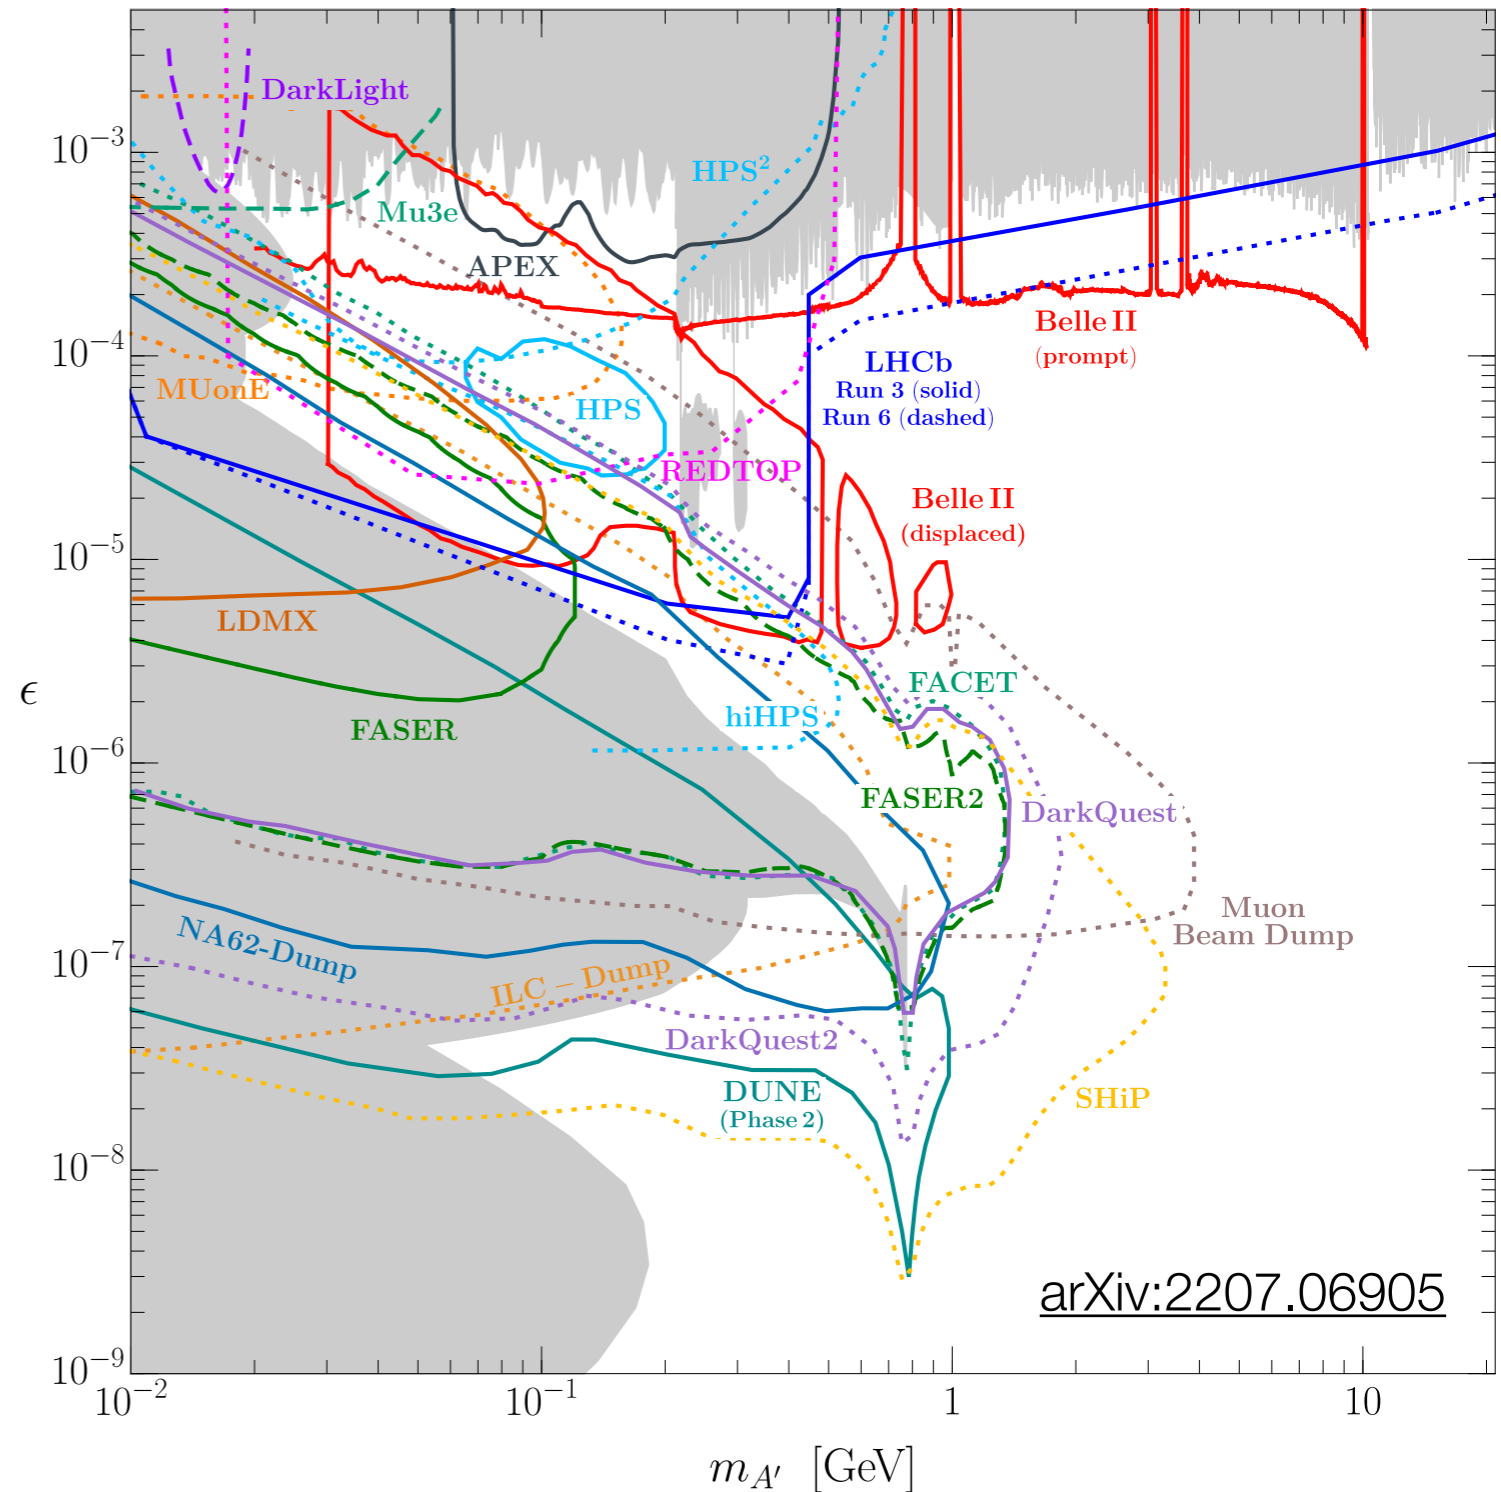 DarkLight
HPS²
10⁻³
Mu3e
APEX
Belle II
(prompt)
10⁻⁴
LHCb
Run 3 (solid)
Run 6 (dashed)
MUonE
HPS
REDTOP
Belle II
(displaced)
10⁻⁵
LDMX
ϵ
FACET
hiHPS
FASER
10⁻⁶
FASER2
DarkQuest
Muon
Beam Dump
NA62-Dump
10⁻⁷
ILC – Dump
DarkQuest2
DUNE
(Phase 2)
SHiP
10⁻⁸
arXiv:2207.06905
10⁻⁹
10⁻² 10⁻¹ 1 10
m_A′ [GeV]